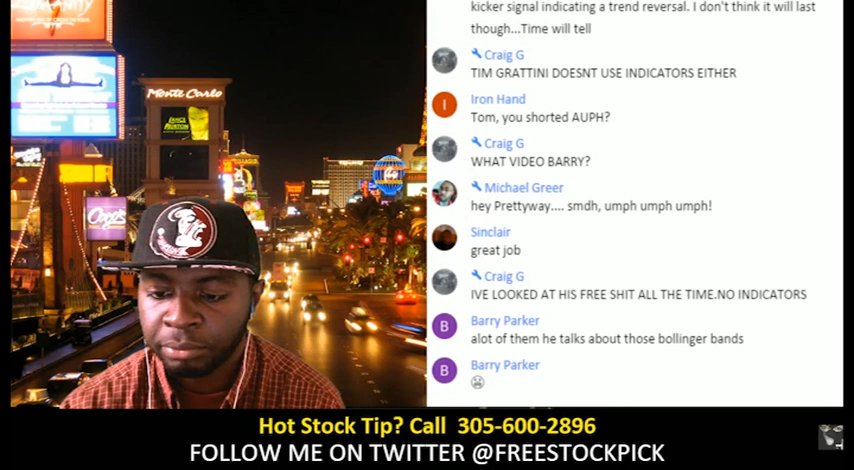 Monte Carlo
LANCE
BURTON
kicker signal indicating a trend reversal. I don't think it will last
though...Time will tell
Craig G
TIM GRATTINI DOESNT USE INDICATORS EITHER
I
Iron Hand
Tom, you shorted AUPH?
Craig G
WHAT VIDEO BARRY?
Michael Greer
hey Prettyway.... smdh, umph umph umph!
Sinclair
great job
Craig G
IVE LOOKED AT HIS FREE SHIT ALL THE TIME.NO INDICATORS
B
Barry Parker
alot of them he talks about those bollinger bands
B
Barry Parker
Hot Stock Tip? Call 305-600-2896
FOLLOW ME ON TWITTER @FREESTOCKPICK